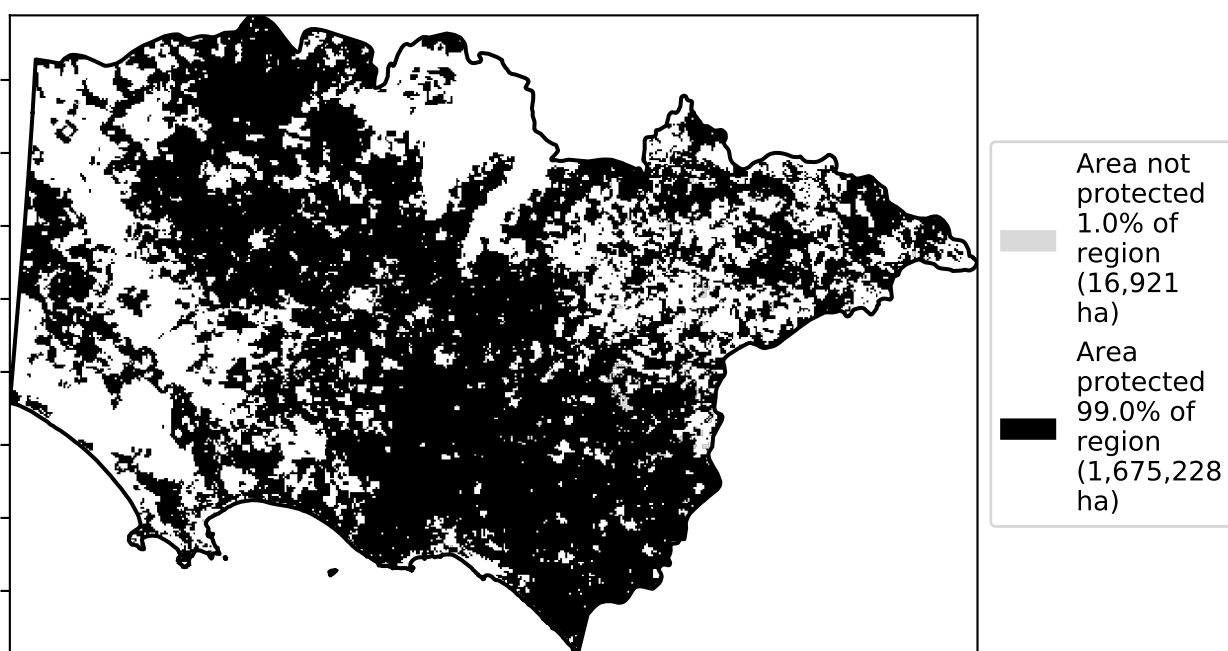 Area not
protected
1.0% of
region
(16,921
ha)
Area
protected
99.0% of
region
(1,675,228
ha)